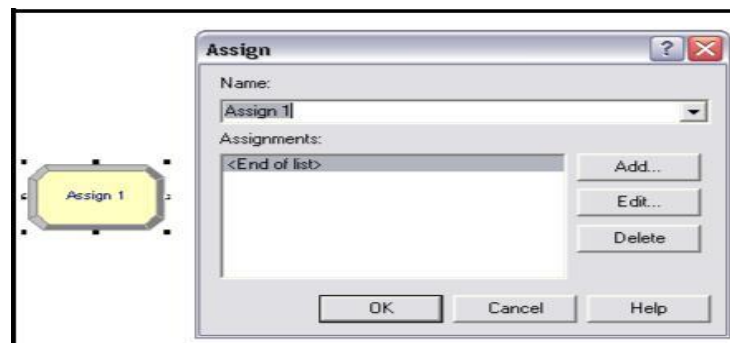 Assign
Name:
Assign 1
Assignments:
<End of list>
Add...
Edit...
Delete
Assign 1
OK
Cancel
Help